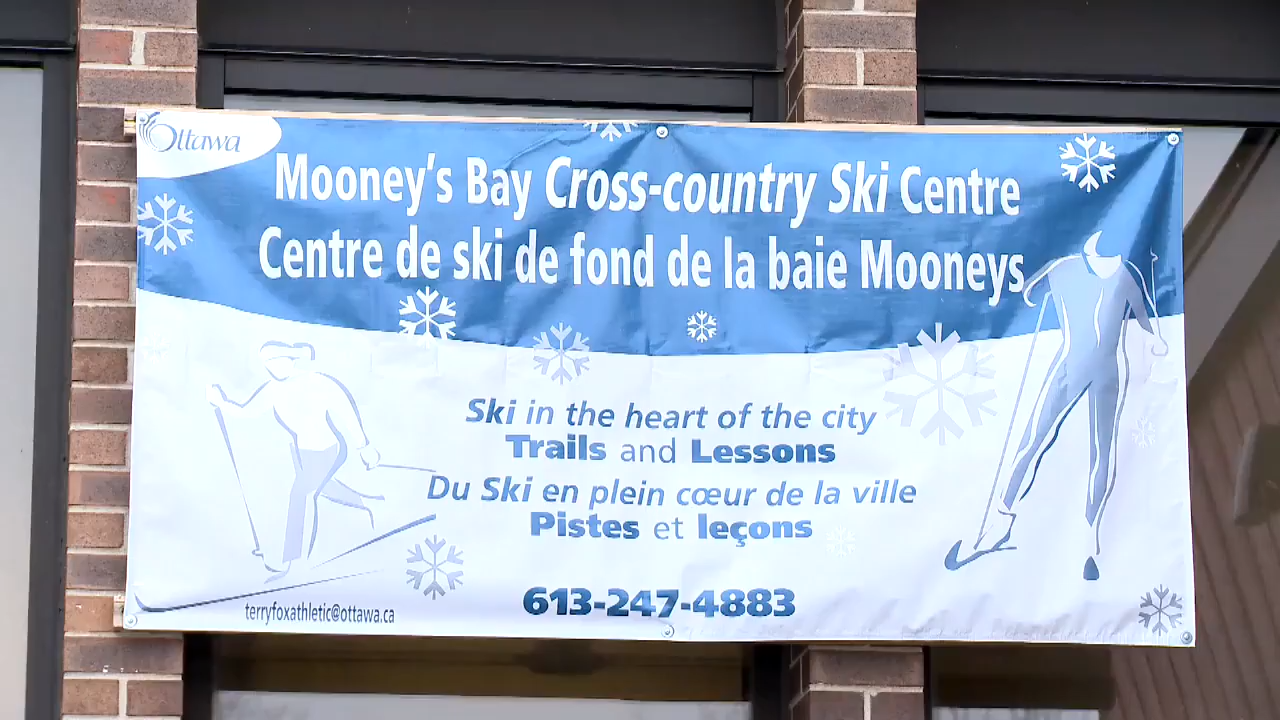 Ottawa
Mooney's Bay Cross-country Ski Centre
Centre de ski de fond de la baie Mooneys
Ski in the heart of the city
Trails and Lessons
Du Ski en plein cœur de la ville
Pistes et leçons
613-247-4883
terryfoxathletic@ottawa.ca